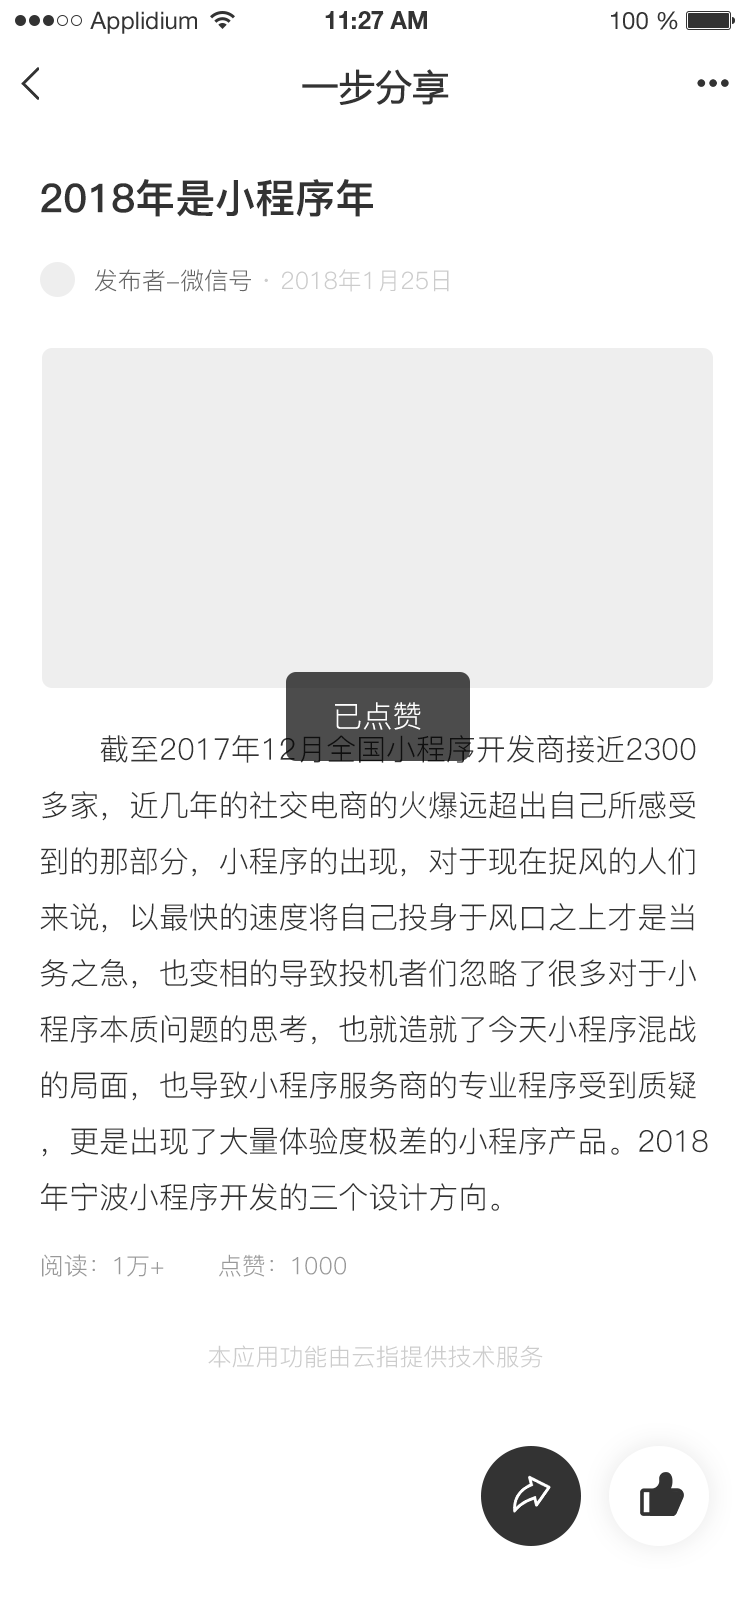 Applidium 11:27 AM 100 %
一步分享
2018年是小程序年
发布者-微信号 · 2018年1月25日
已点赞
截至2017年12月全国小程序开发商接近2300
多家，近几年的社交电商的火爆远超出自己所感受
到的那部分，小程序的出现，对于现在捉风的人们
来说，以最快的速度将自己投身于风口之上才是当
务之急，也变相的导致投机者们忽略了很多对于小
程序本质问题的思考，也就造就了今天小程序混战
的局面，也导致小程序服务商的专业程序受到质疑
，更是出现了大量体验度极差的小程序产品。2018
年宁波小程序开发的三个设计方向。
阅读：1万+ 点赞：1000
本应用功能由云指提供技术服务